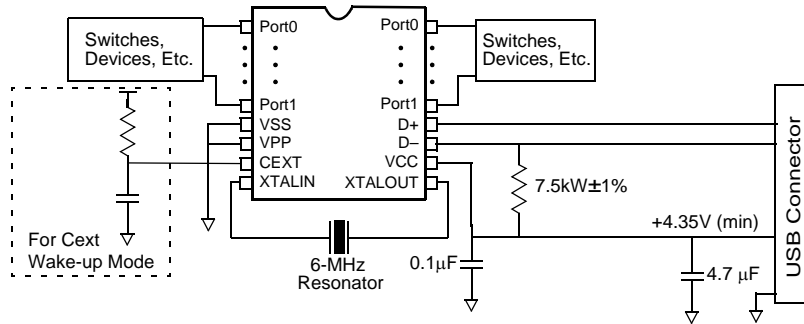 Switches,
Devices, Etc.
Port0
Port1
VSS
VPP
CEXT
XTALIN
Port0
Port1
D+
D–
VCC
XTALOUT
Switches,
Devices, Etc.
For Cext
Wake-up Mode
6-MHz
Resonator
0.1μF
7.5kW±1%
+4.35V (min)
4.7 μF
USB Connector